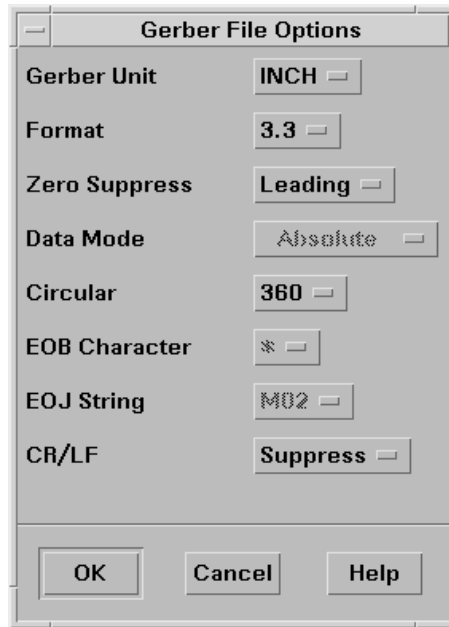 Gerber File Options
Gerber Unit INCH
Format 3.3
Zero Suppress Leading
Data Mode Absolute
Circular 360
EOB Character *
EOJ String M02
CR/LF Suppress
OK Cancel Help